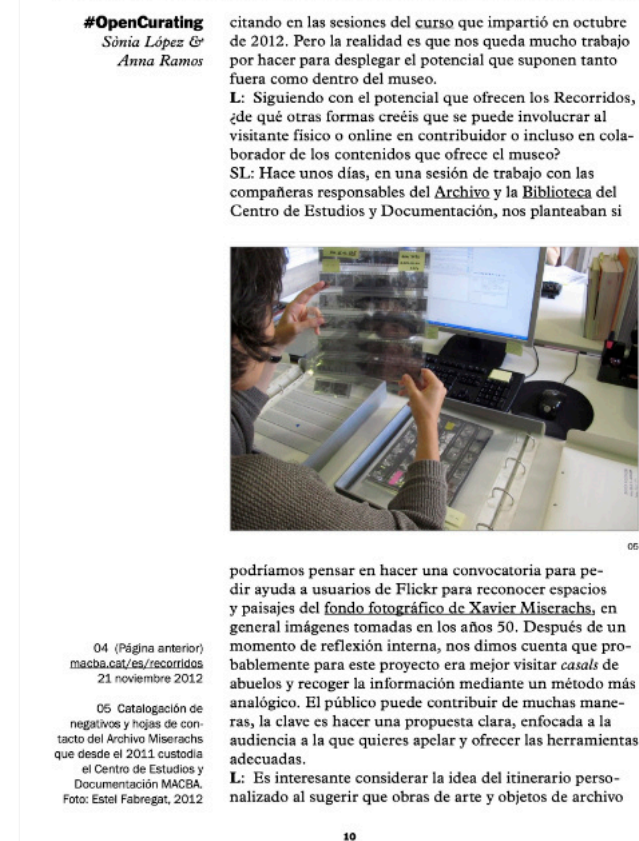 #OpenCurating
Sònia López &
Anna Ramos
citando en las sesiones del curso que impartió en octubre
de 2012. Pero la realidad es que nos queda mucho trabajo
por hacer para desplegar el potencial que suponen tanto
fuera como dentro del museo.
L: Siguiendo con el potencial que ofrecen los Recorridos,
¿de qué otras formas creéis que se puede involucrar al
visitante físico o online en contribuidor o incluso en cola-
borador de los contenidos que ofrece el museo?
SL: Hace unos días, en una sesión de trabajo con las
compañeras responsables del Archivo y la Biblioteca del
Centro de Estudios y Documentación, nos planteaban si
05
podríamos pensar en hacer una convocatoria para pe-
dir ayuda a usuarios de Flickr para reconocer espacios
y paisajes del fondo fotográfico de Xavier Miserachs, en
general imágenes tomadas en los años 50. Después de un
momento de reflexión interna, nos dimos cuenta que pro-
bablemente para este proyecto era mejor visitar casals de
abuelos y recoger la información mediante un método más
analógico. El público puede contribuir de muchas mane-
ras, la clave es hacer una propuesta clara, enfocada a la
audiencia a la que quieres apelar y ofrecer las herramientas
adecuadas.
L: Es interesante considerar la idea del itinerario perso-
nalizado al sugerir que obras de arte y objetos de archivo
04 (Página anterior)
macba.cat/es/recorridos
21 noviembre 2012
05 Catalogación de
negativos y hojas de con-
tacto del Archivo Miserachs
que desde el 2011 custodia
el Centro de Estudios y
Documentación MACBA.
Foto: Estel Fabregat, 2012
10